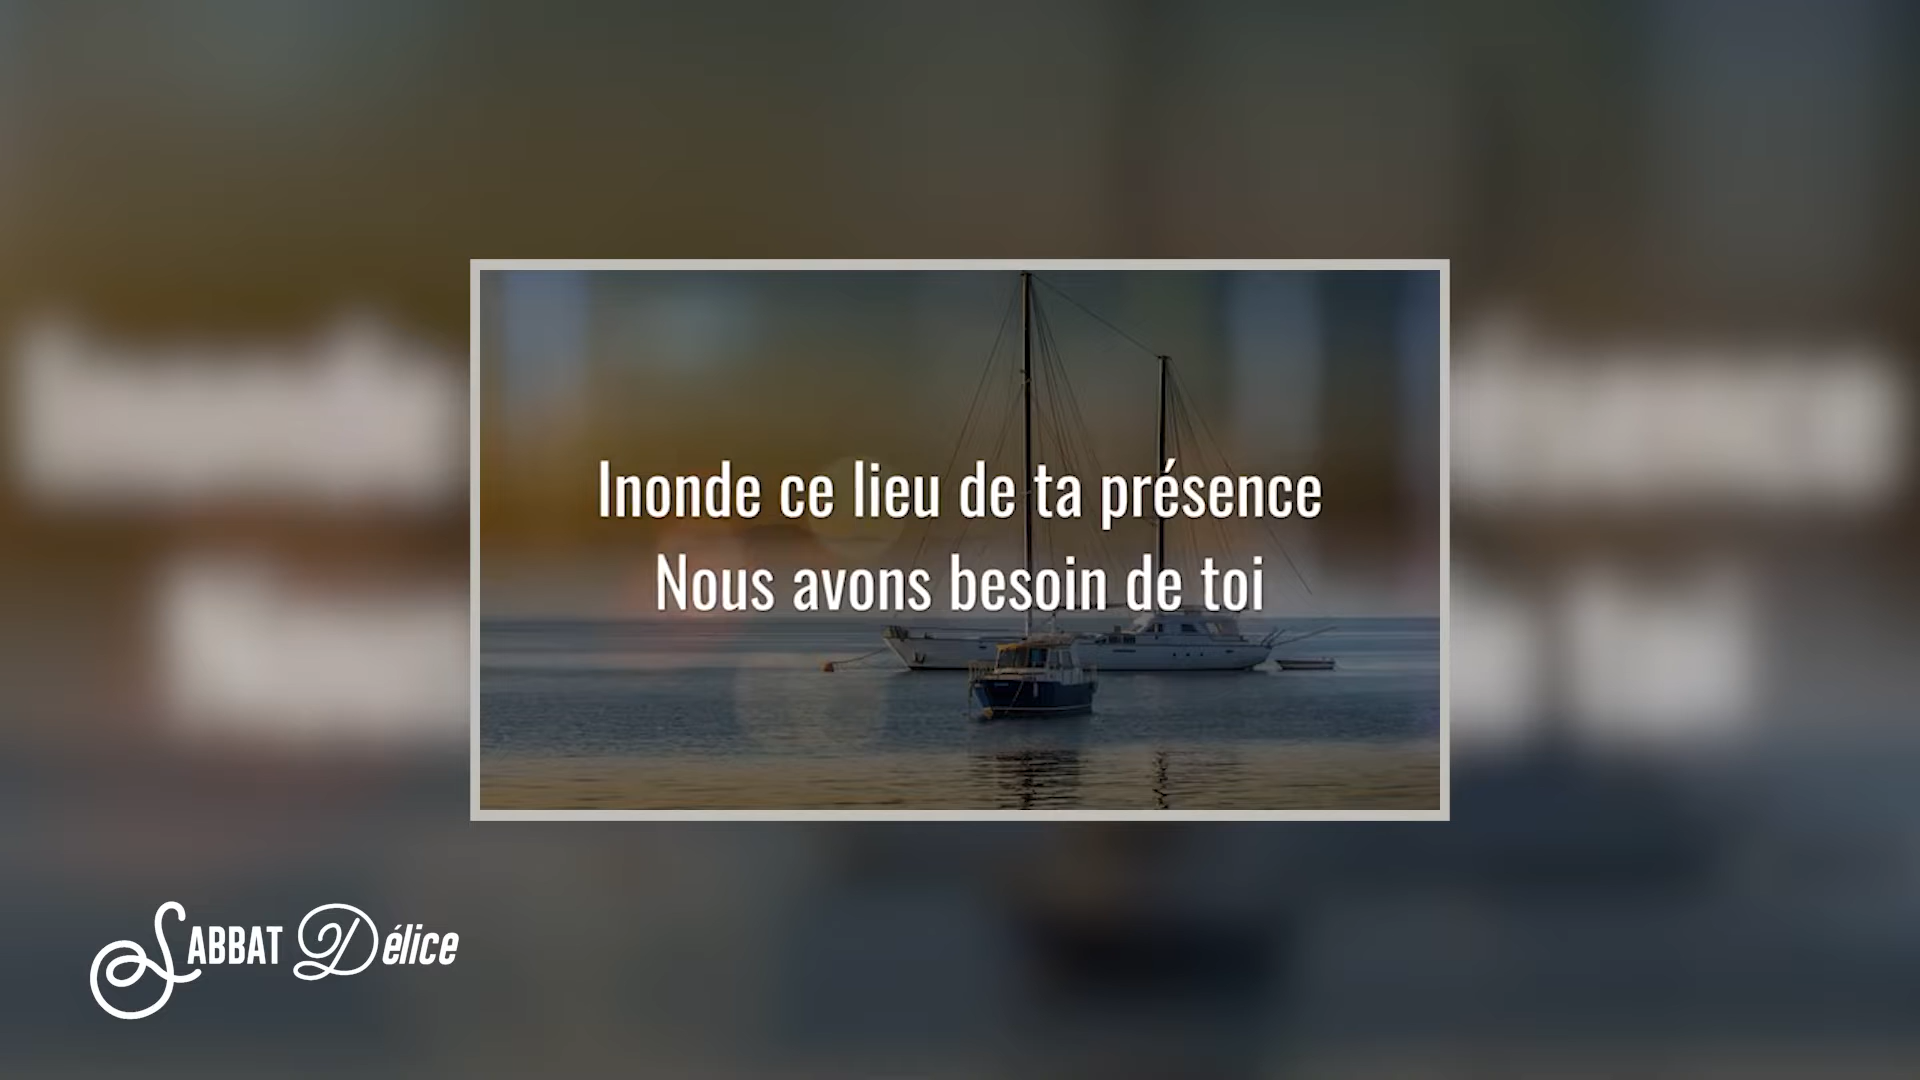 Inonde ce lieu de ta présence
Nous avons besoin de toi
SABBAT Délice